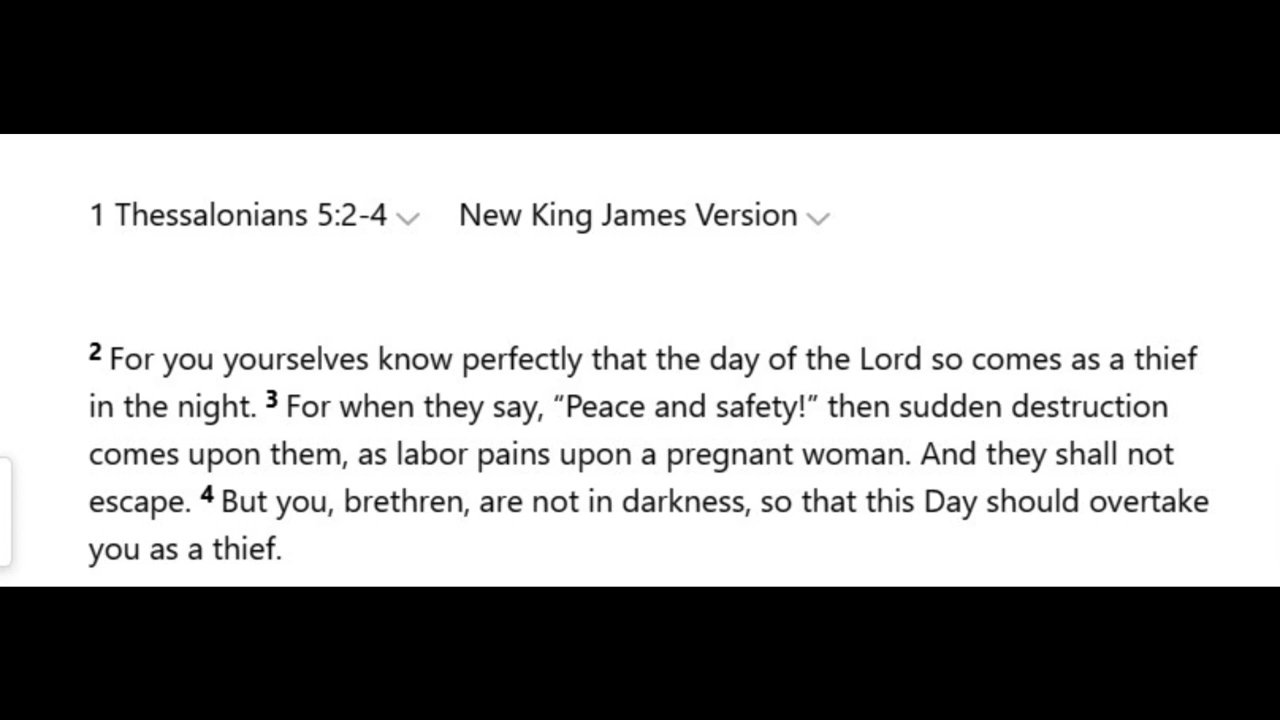 1 Thessalonians 5:2-4 New King James Version
2 For you yourselves know perfectly that the day of the Lord so comes as a thief
in the night. 3 For when they say, “Peace and safety!” then sudden destruction
comes upon them, as labor pains upon a pregnant woman. And they shall not
escape. 4 But you, brethren, are not in darkness, so that this Day should overtake
you as a thief.